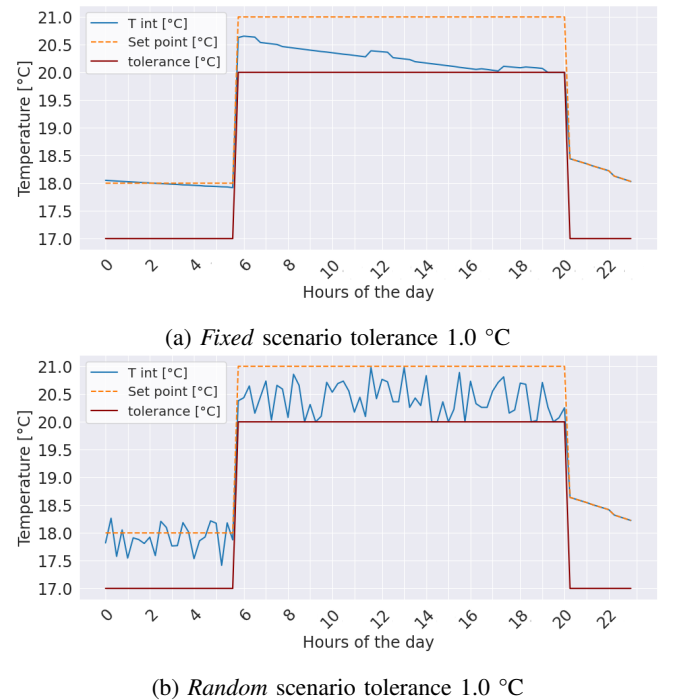 21.0
20.5
20.0
19.5
19.0
18.5
18.0
17.5
17.0
Temperature [°C]
T int [°C]
Set point [°C]
tolerance [°C]
0 2 4 6 8 10 12 14 16 18 20 22
Hours of the day
(a) Fixed scenario tolerance 1.0 °C
21.0
20.5
20.0
19.5
19.0
18.5
18.0
17.5
17.0
Temperature [°C]
T int [°C]
Set point [°C]
tolerance [°C]
0 2 4 6 8 10 12 14 16 18 20 22
Hours of the day
(b) Random scenario tolerance 1.0 °C